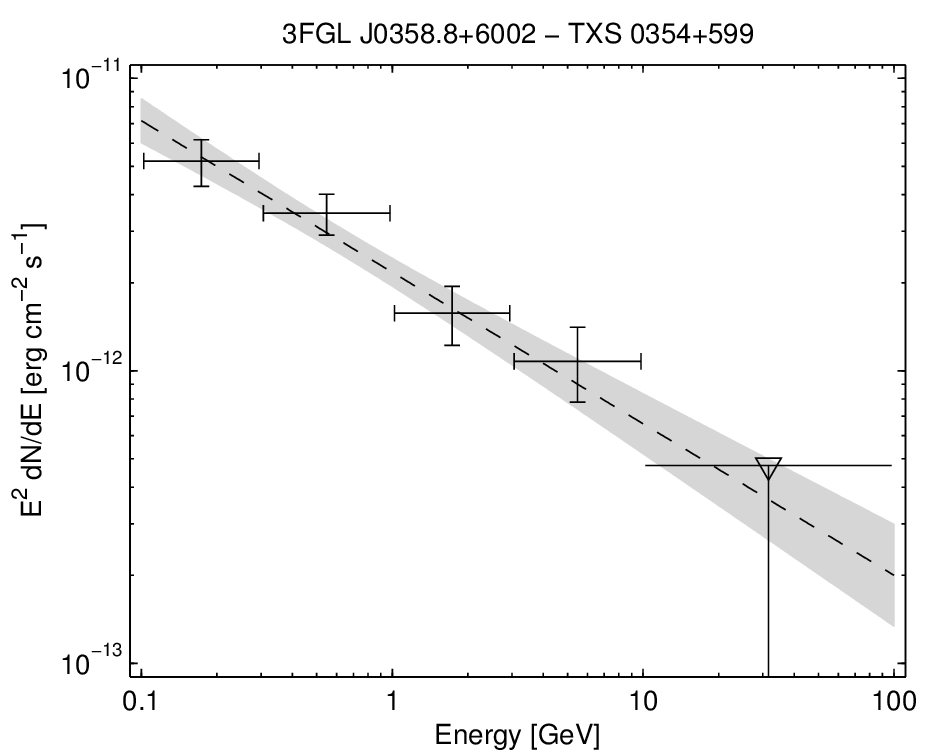 3FGL J0358.8+6002 − TXS 0354+599
10⁻¹¹
10⁻¹²
10⁻¹³
E² dN/dE [erg cm⁻² s⁻¹]
0.1 1 10 100
Energy [GeV]